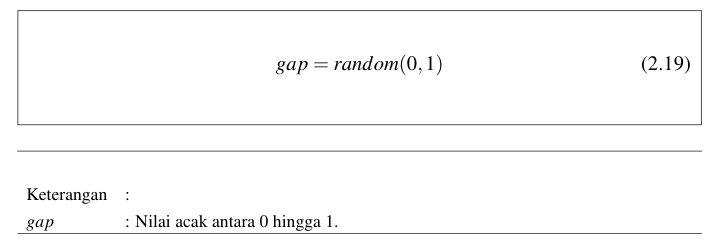 gap = random(0,1) (2.19)
Keterangan :
gap : Nilai acak antara 0 hingga 1.